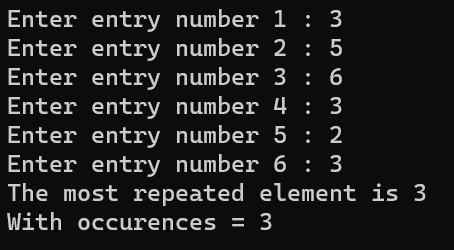 Enter entry number 1 : 3
Enter entry number 2 : 5
Enter entry number 3 : 6
Enter entry number 4 : 3
Enter entry number 5 : 2
Enter entry number 6 : 3
The most repeated element is 3
With occurences = 3